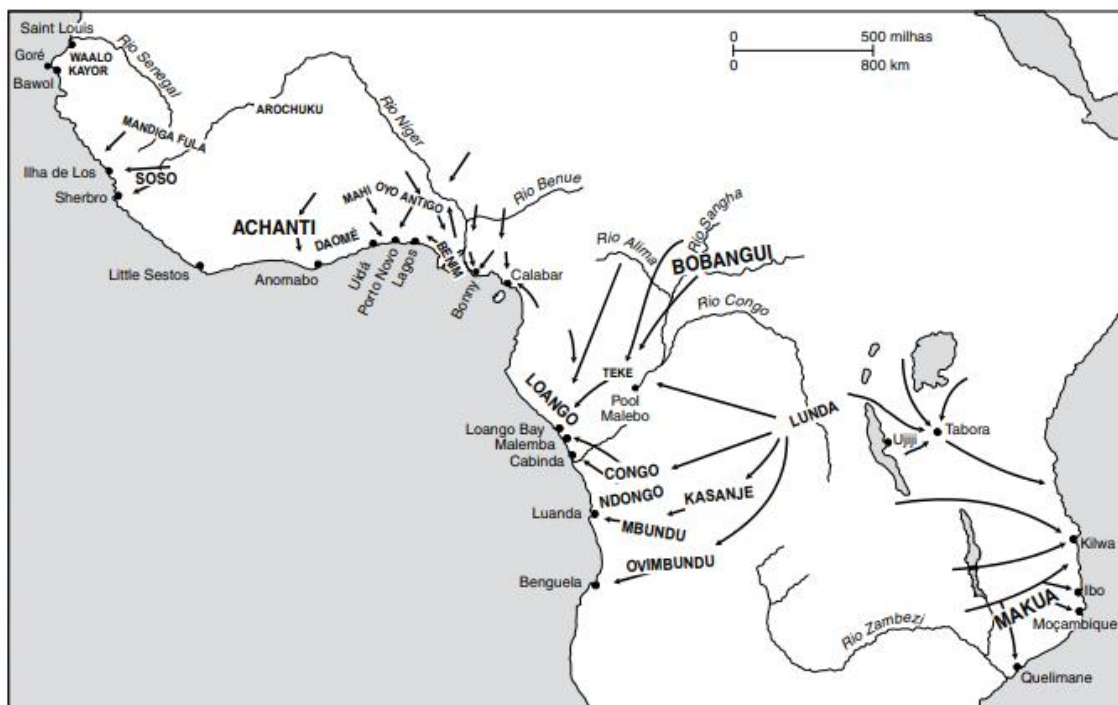 Saint Louis
Goré
Bawol
WAALO
KAYOR
Rio Senegal
0 500 milhas
0 800 km
MANDIGA FULA
AROCHUKU
Rio Níger
Ilha de Los
SOSO
Sherbro
MAHI
OYO ANTIGO
Rio Benue
ACHANTI
DAOMÉ
BENIM
Little Sestos
Anomabo
Uidá
Porto Novo
Lagos
Bonny
Calabar
Rio Alima
Rio Sangha
BOBANGUI
Rio Congo
TEKE
LOANGO
Pool
Malebo
LUNDA
Loango Bay
Malemba
Cabinda
Ujiji
Tabora
CONGO
NDONGO
KASANJE
Luanda
MBUNDU
OVIMBUNDU
Benguela
Kilwa
Ibo
MAKUA
Moçambique
Rio Zambezi
Quelimane